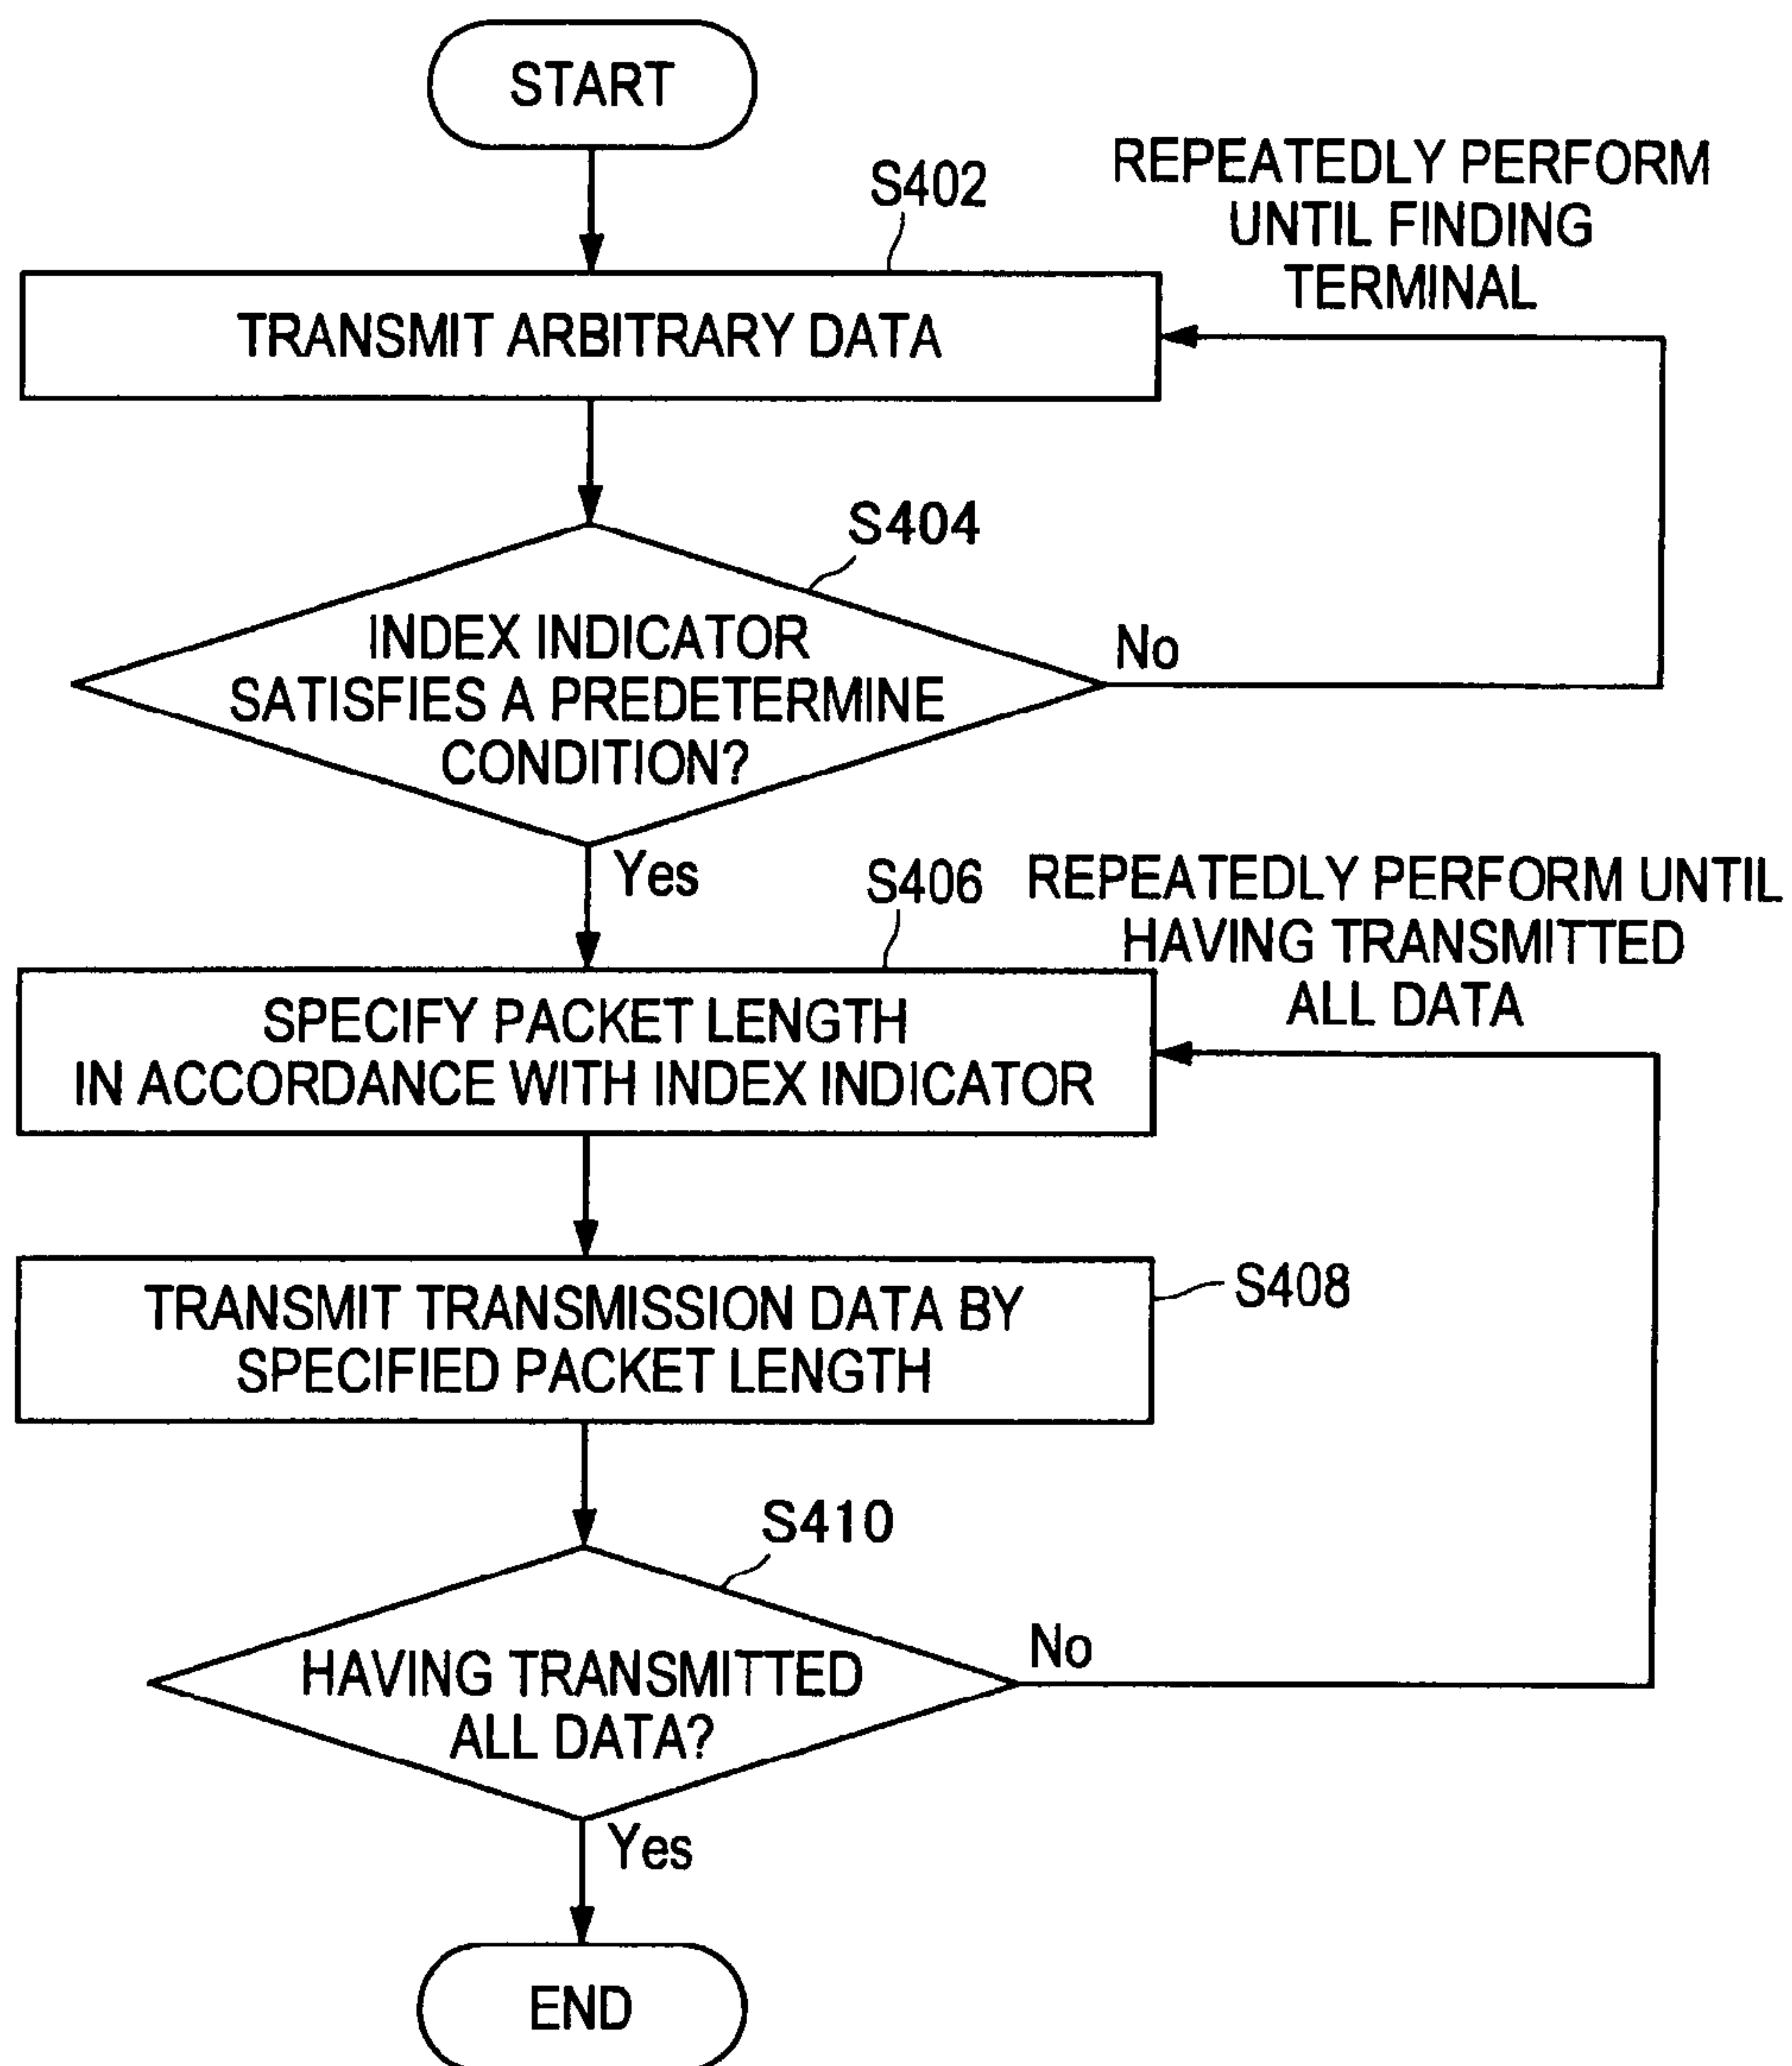 START
S402
REPEATEDLY PERFORM
UNTIL FINDING
TERMINAL
TRANSMIT ARBITRARY DATA
S404
INDEX INDICATOR
SATISFIES A PREDETERMINE
CONDITION?
No
Yes
S406
REPEATEDLY PERFORM UNTIL
HAVING TRANSMITTED
ALL DATA
SPECIFY PACKET LENGTH
IN ACCORDANCE WITH INDEX INDICATOR
TRANSMIT TRANSMISSION DATA BY
SPECIFIED PACKET LENGTH
S408
S410
HAVING TRANSMITTED
ALL DATA?
No
Yes
END